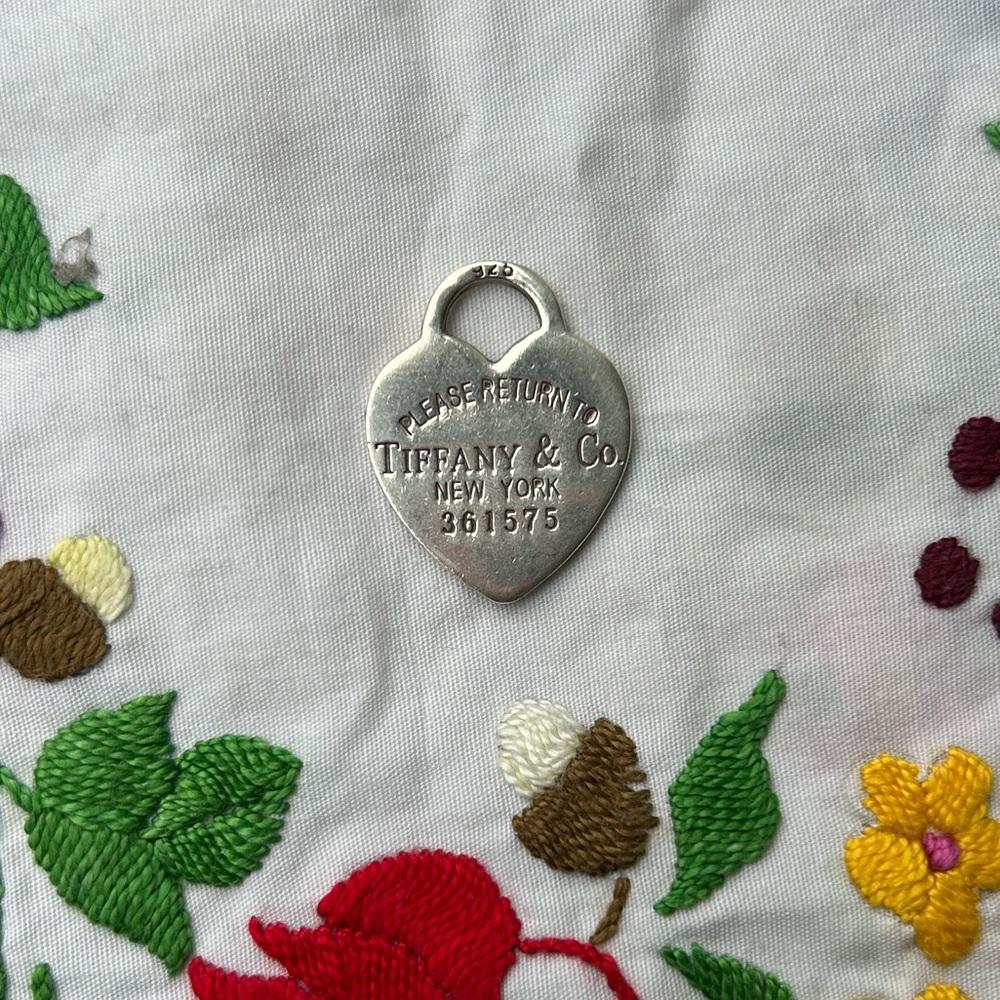 925
PLEASE RETURN TO
TIFFANY & Co.
NEW YORK
361575